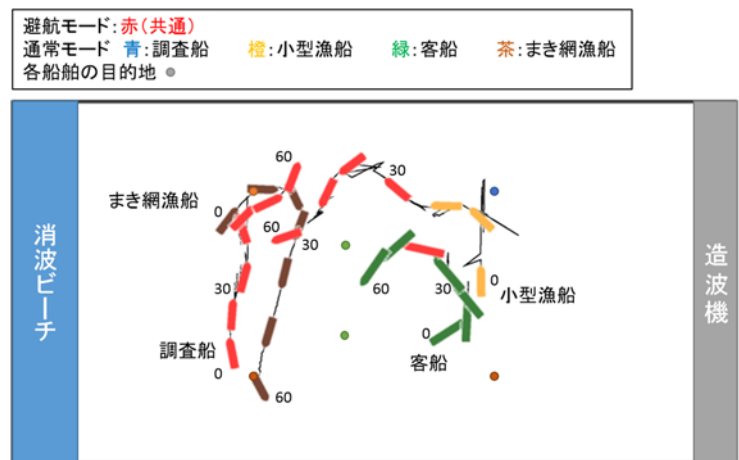 避航モード:赤(共通)
通常モード 青:調査船 橙:小型漁船 緑:客船 茶:まき網漁船
各船舶の目的地
消波ビーチ
造波機
60
30
まき網漁船
0
60
30
30
60
30
0
小型漁船
調査船
0
0
客船
60